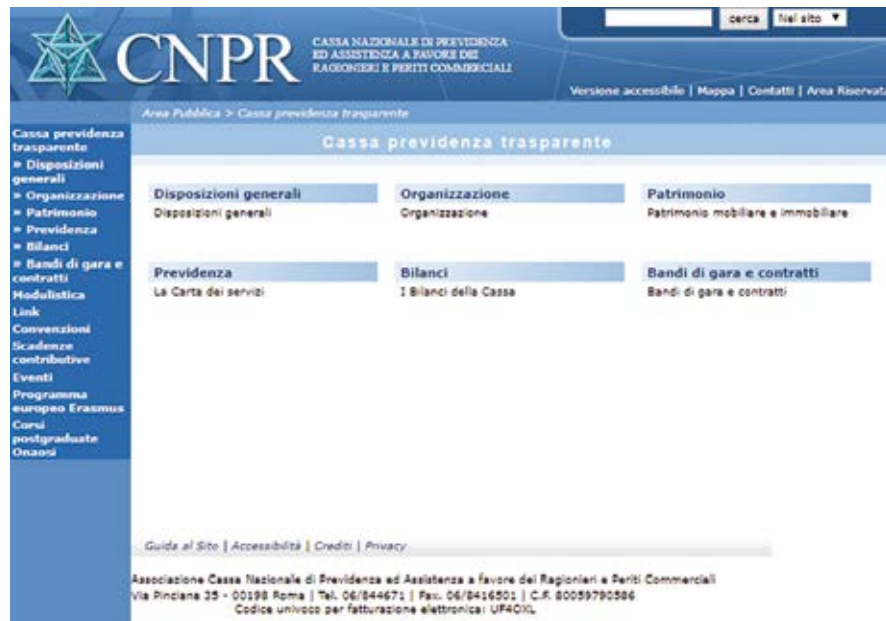 cerca Nel sito ▼
CNPR
CASSA NAZIONALE DI PREVIDENZA
ED ASSISTENZA A FAVORE DEI
RAGIONIERI E PERITI COMMERCIALI
Versione accessibile | Mappa | Contatti | Area Riservata
Area Pubblica > Cassa previdenza trasparente
Cassa previdenza trasparente
Cassa previdenza
trasparente
» Disposizioni
generali
» Organizzazione
» Patrimonio
» Previdenza
» Bilanci
» Bandi di gara e
contratti
Modulistica
Link
Convenzioni
Scadenze
contributive
Eventi
Programma
europeo Erasmus
Corsi
postgraduate
Onaosi
Disposizioni generali
Disposizioni generali
Organizzazione
Organizzazione
Patrimonio
Patrimonio mobiliare e immobiliare
Previdenza
La Carta dei servizi
Bilanci
I Bilanci della Cassa
Bandi di gara e contratti
Bandi di gara e contratti
Guida al Sito | Accessibilità | Crediti | Privacy
Associazione Cassa Nazionale di Previdenza ed Assistenza a favore dei Ragionieri e Periti Commerciali
Via Pinciana 35 - 00198 Roma | Tel. 06/844671 | Fax. 06/8416501 | C.F. 80059790586
Codice univoco per fatturazione elettronica: UF4OXL